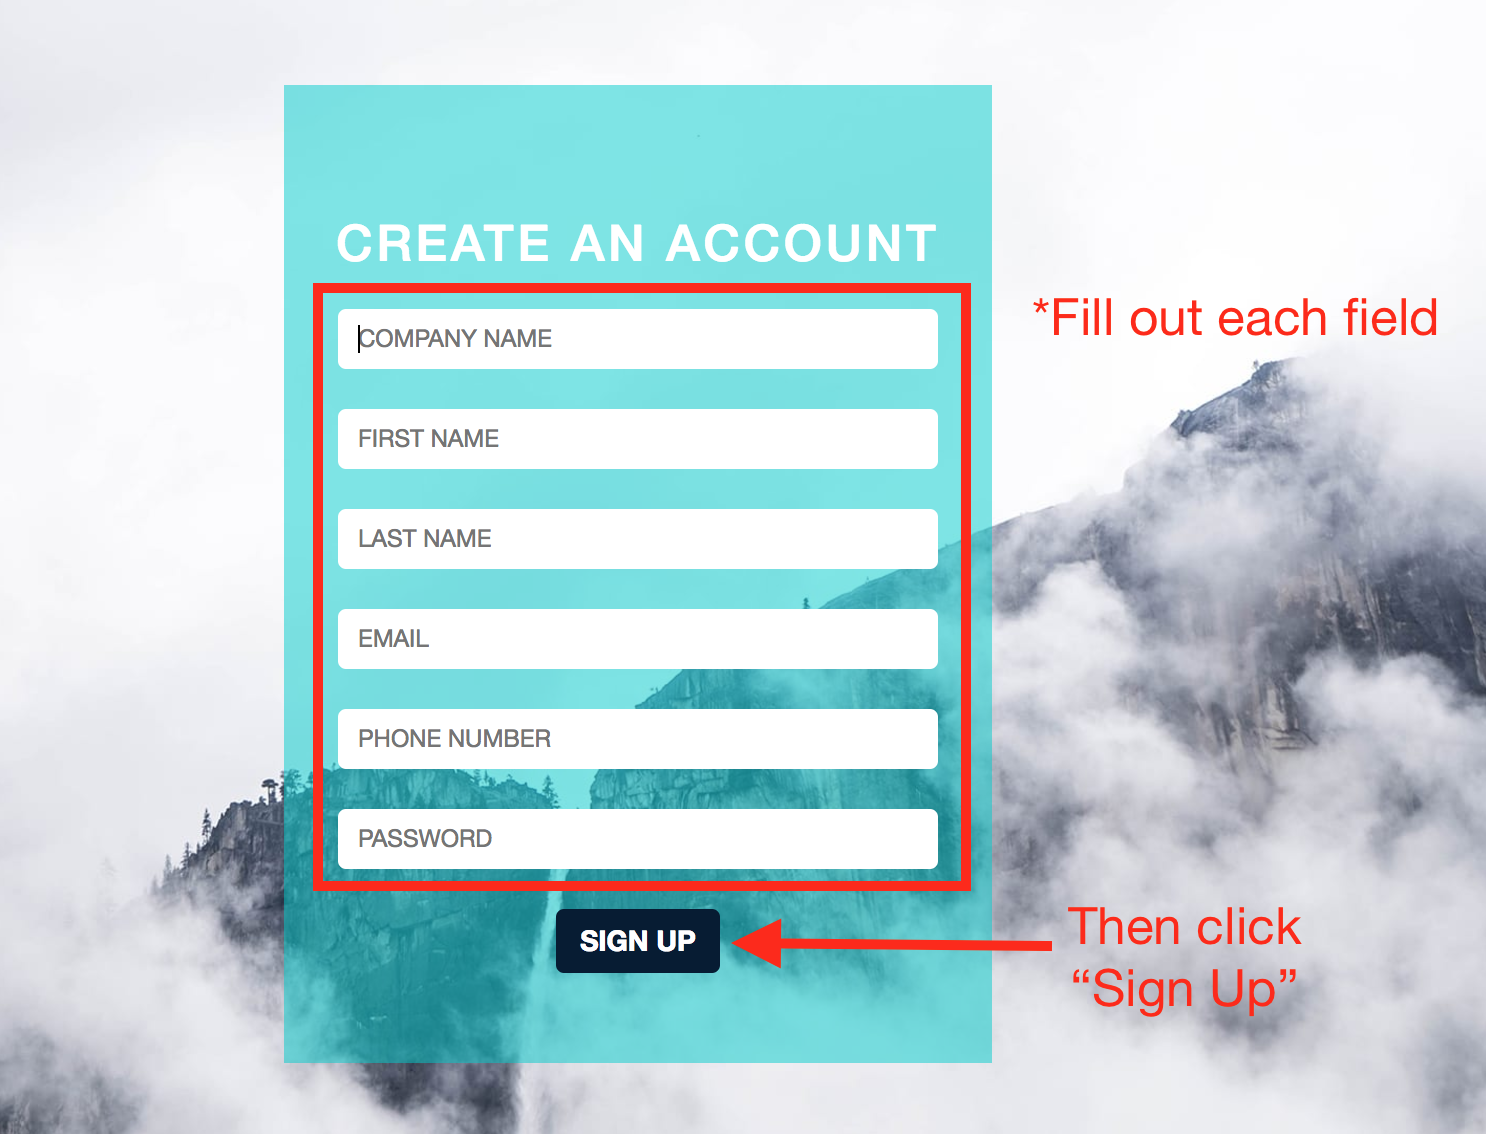 CREATE AN ACCOUNT
*Fill out each field
COMPANY NAME
FIRST NAME
LAST NAME
EMAIL
PHONE NUMBER
PASSWORD
SIGN UP
Then click
“Sign Up”